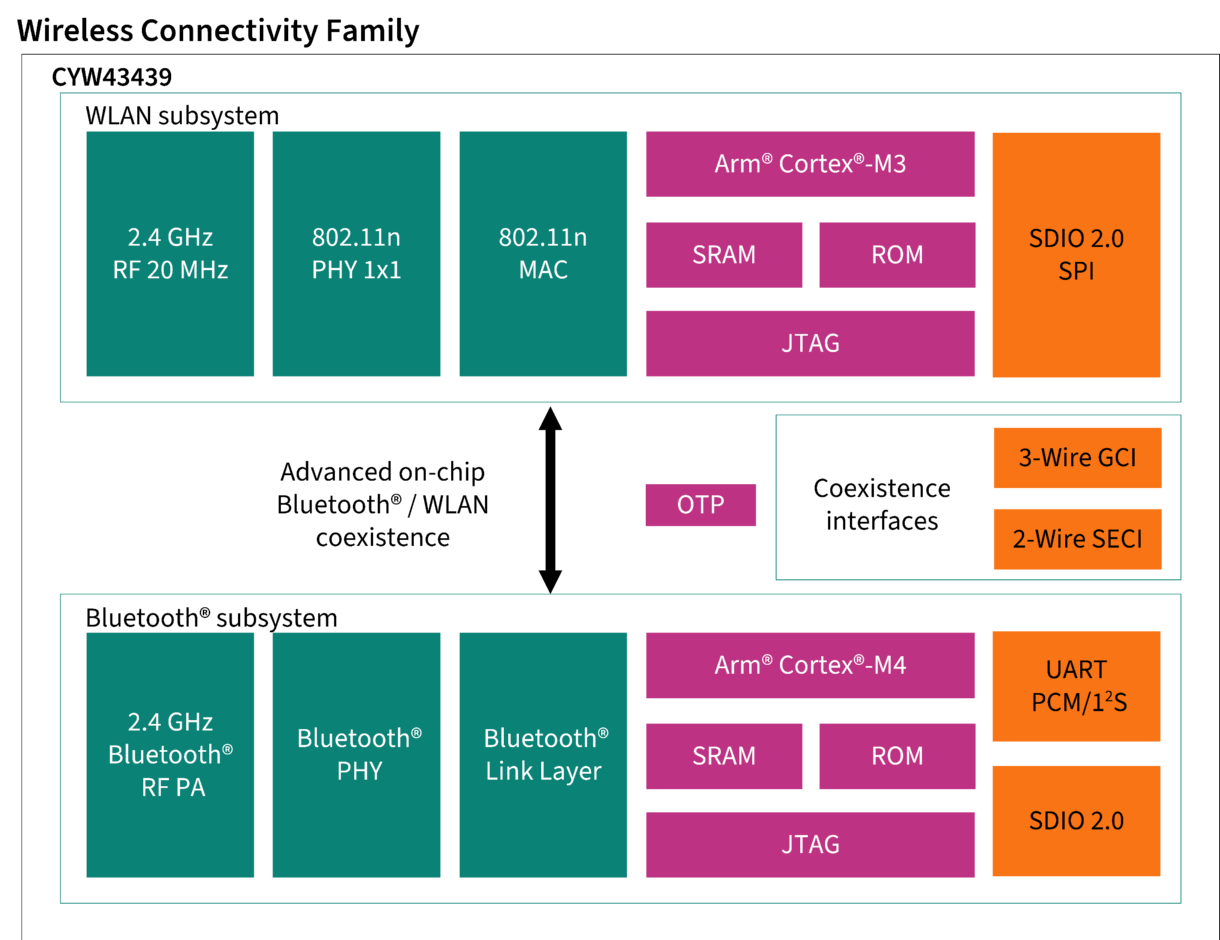 Wireless Connectivity Family
CYW43439
WLAN subsystem
2.4 GHz
RF 20 MHz
802.11n
PHY 1x1
802.11n
MAC
Arm® Cortex®-M3
SRAM
ROM
JTAG
SDIO 2.0
SPI
Advanced on-chip
Bluetooth® / WLAN
coexistence
OTP
Coexistence
interfaces
3-Wire GCI
2-Wire SECI
Bluetooth® subsystem
2.4 GHz
Bluetooth®
RF PA
Bluetooth®
PHY
Bluetooth®
Link Layer
Arm® Cortex®-M4
SRAM
ROM
JTAG
UART
PCM/1²S
SDIO 2.0